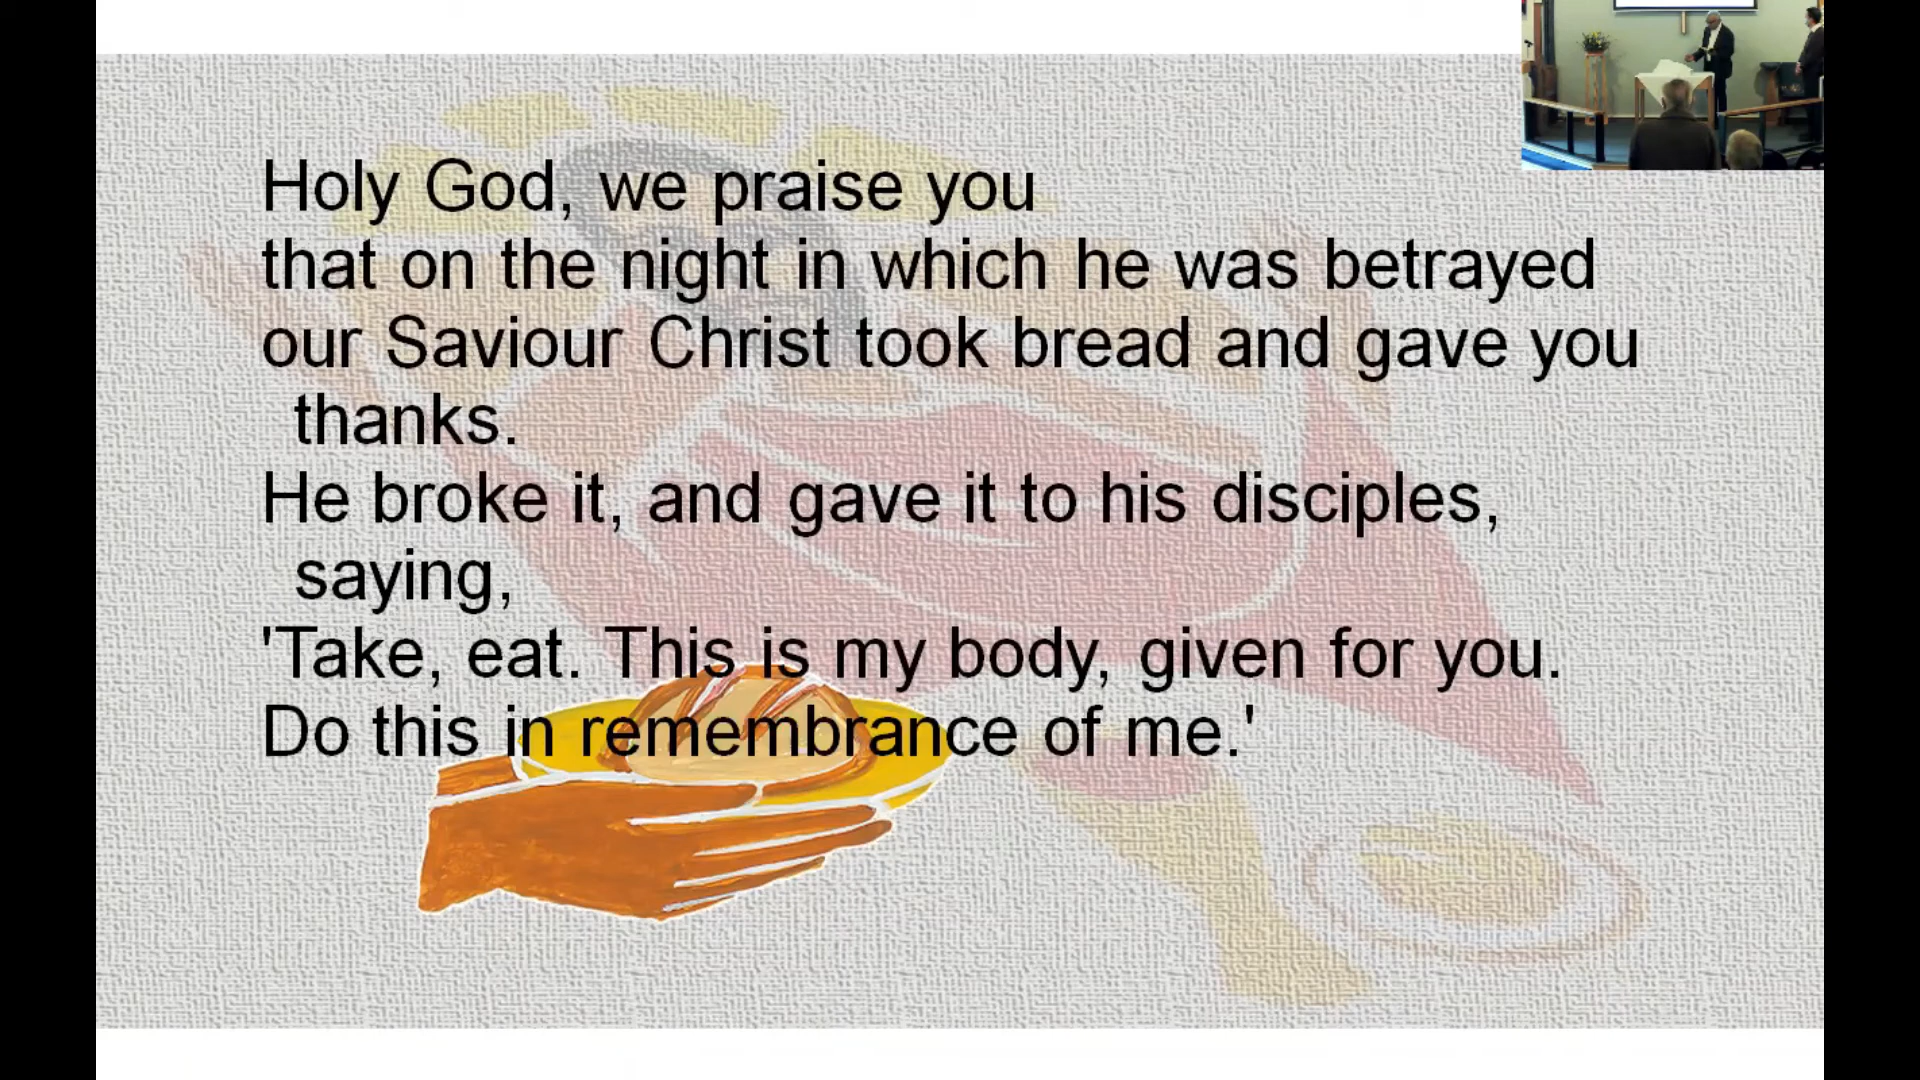 Holy God, we praise you
that on the night in which he was betrayed
our Saviour Christ took bread and gave you
thanks.
He broke it, and gave it to his disciples,
saying,
'Take, eat. This is my body, given for you.
Do this in remembrance of me.'